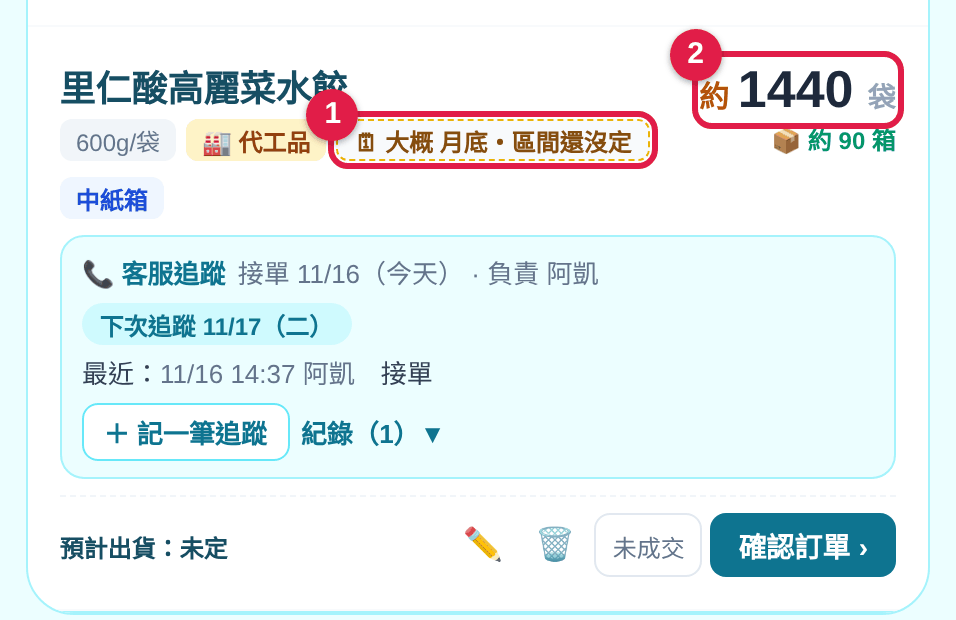 里仁酸高麗菜水餃
2
約 1440 袋
1
600g/袋 🏭 代工品 🗓 大概 月底・區間還沒定
📦 約 90 箱
中紙箱
📞 客服追蹤 接單 11/16（今天） · 負責 阿凱
下次追蹤 11/17（二）
最近：11/16 14:37 阿凱 接單
＋ 記一筆追蹤 紀錄（1） ▼
預計出貨：未定 ✏️ 🗑️ 未成交 確認訂單 ›